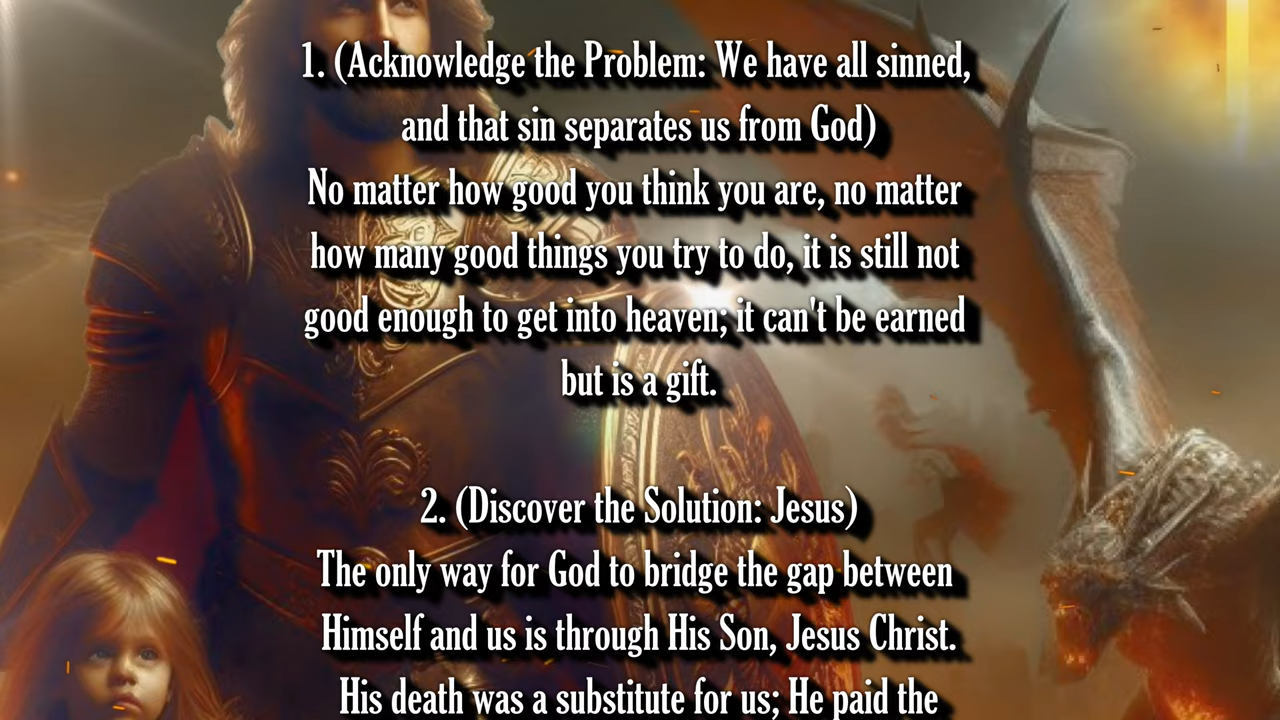 1. (Acknowledge the Problem: We have all sinned,
and that sin separates us from God)
No matter how good you think you are, no matter
how many good things you try to do, it is still not
good enough to get into heaven; it can't be earned
but is a gift.
2. (Discover the Solution: Jesus)
The only way for God to bridge the gap between
Himself and us is through His Son, Jesus Christ.
His death was a substitute for us; He paid the